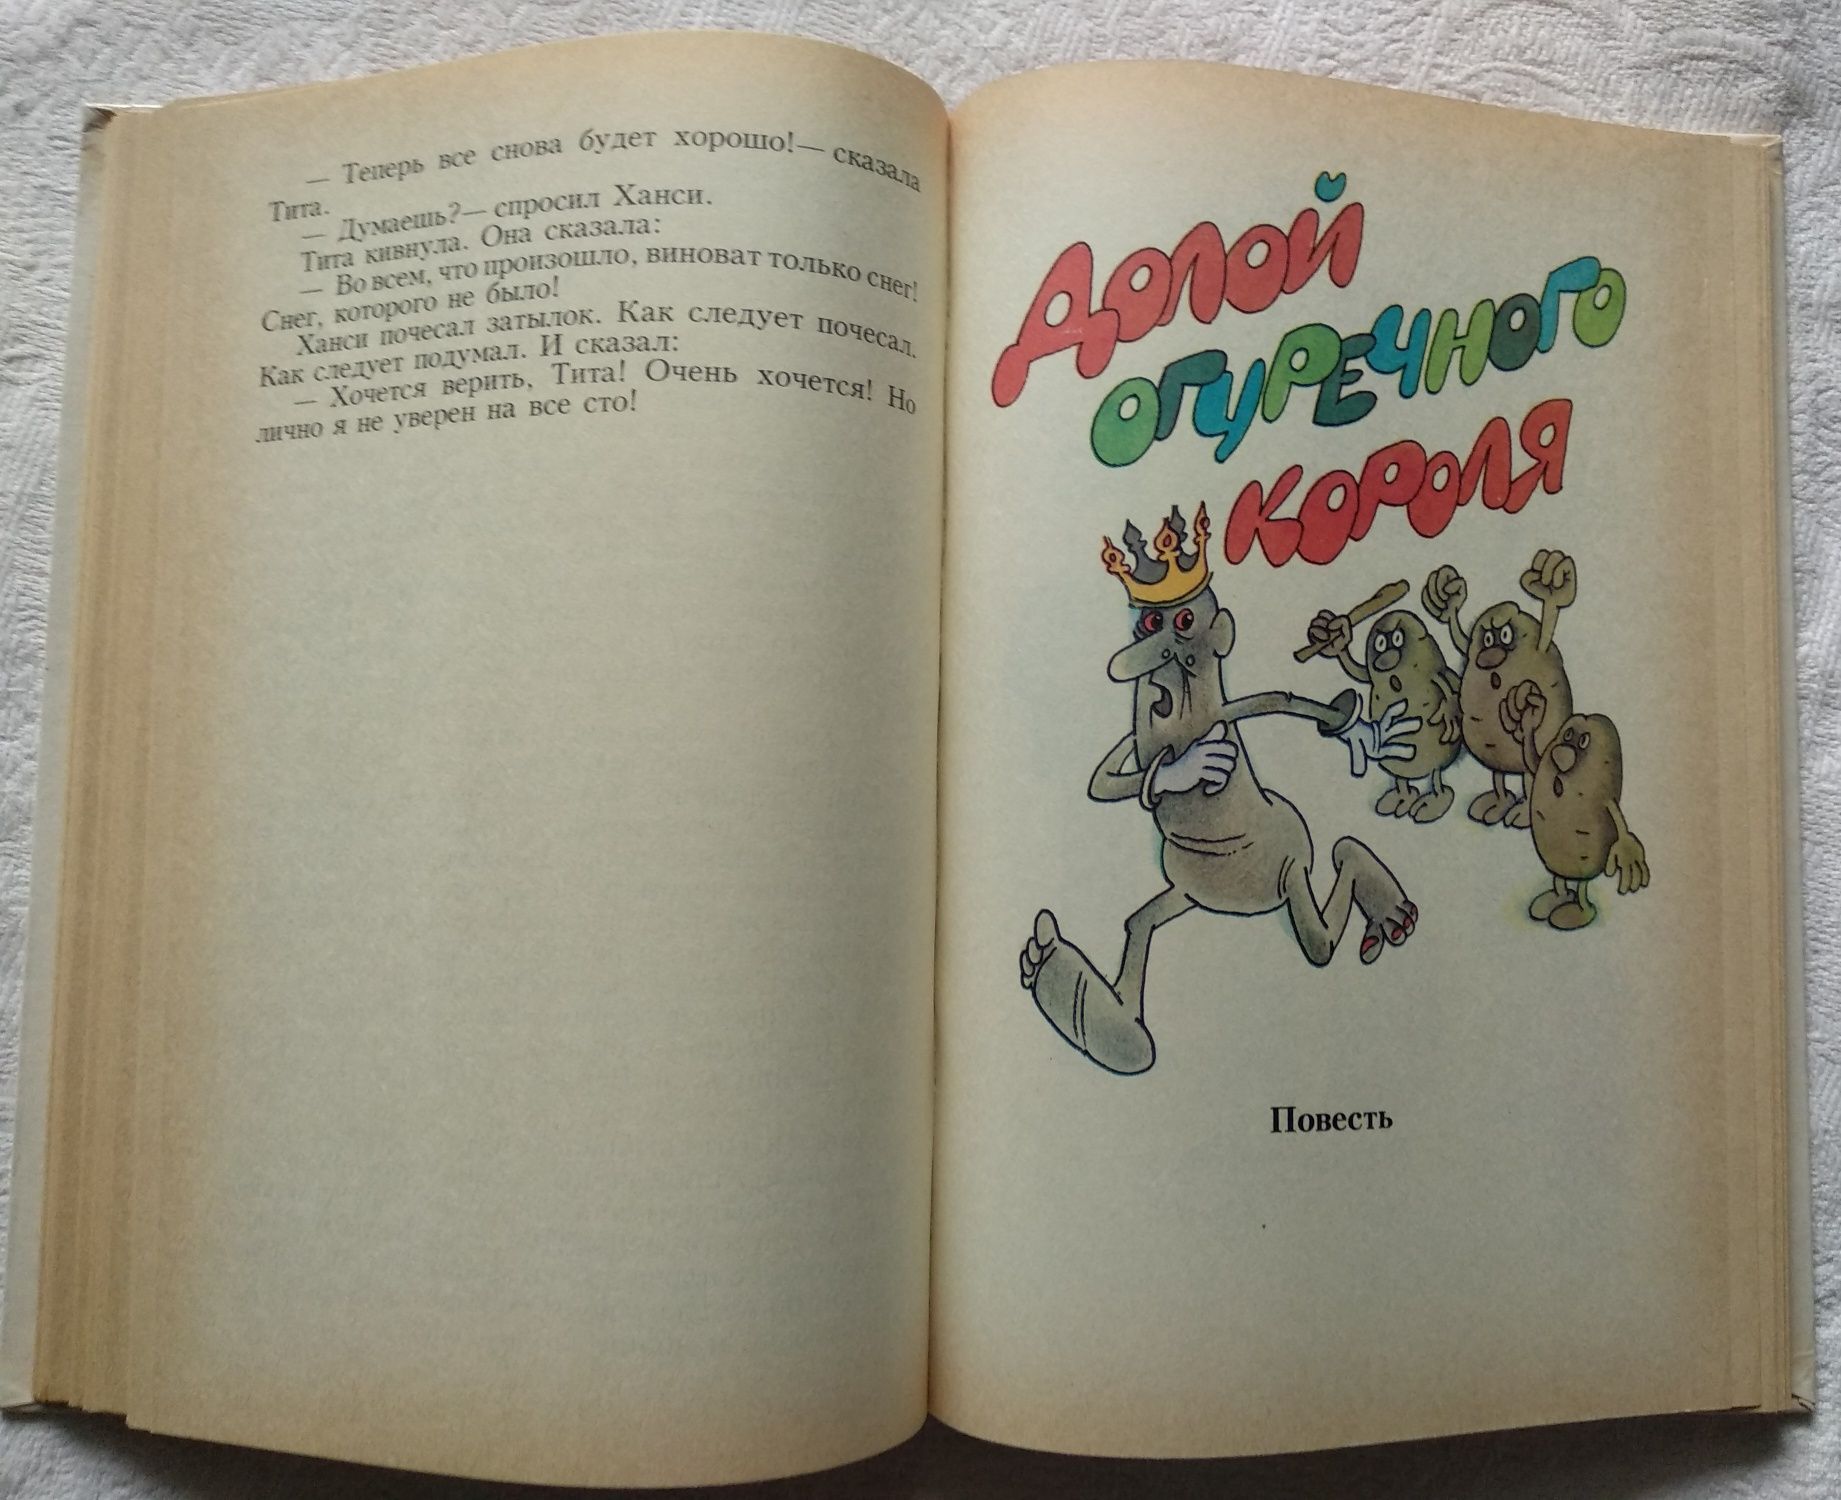 — Теперь все снова будет хорошо!— сказала
Тита.
— Думаешь?— спросил Ханси.
Тита кивнула. Она сказала:
— Во всем, что произошло, виноват только снег!
Снег, которого не было!
Ханси почесал затылок. Как следует почесал.
Как следует подумал. И сказал:
— Хочется верить, Тита! Очень хочется! Но
лично я не уверен на все сто!
Долой
огуречного
короля
Повесть